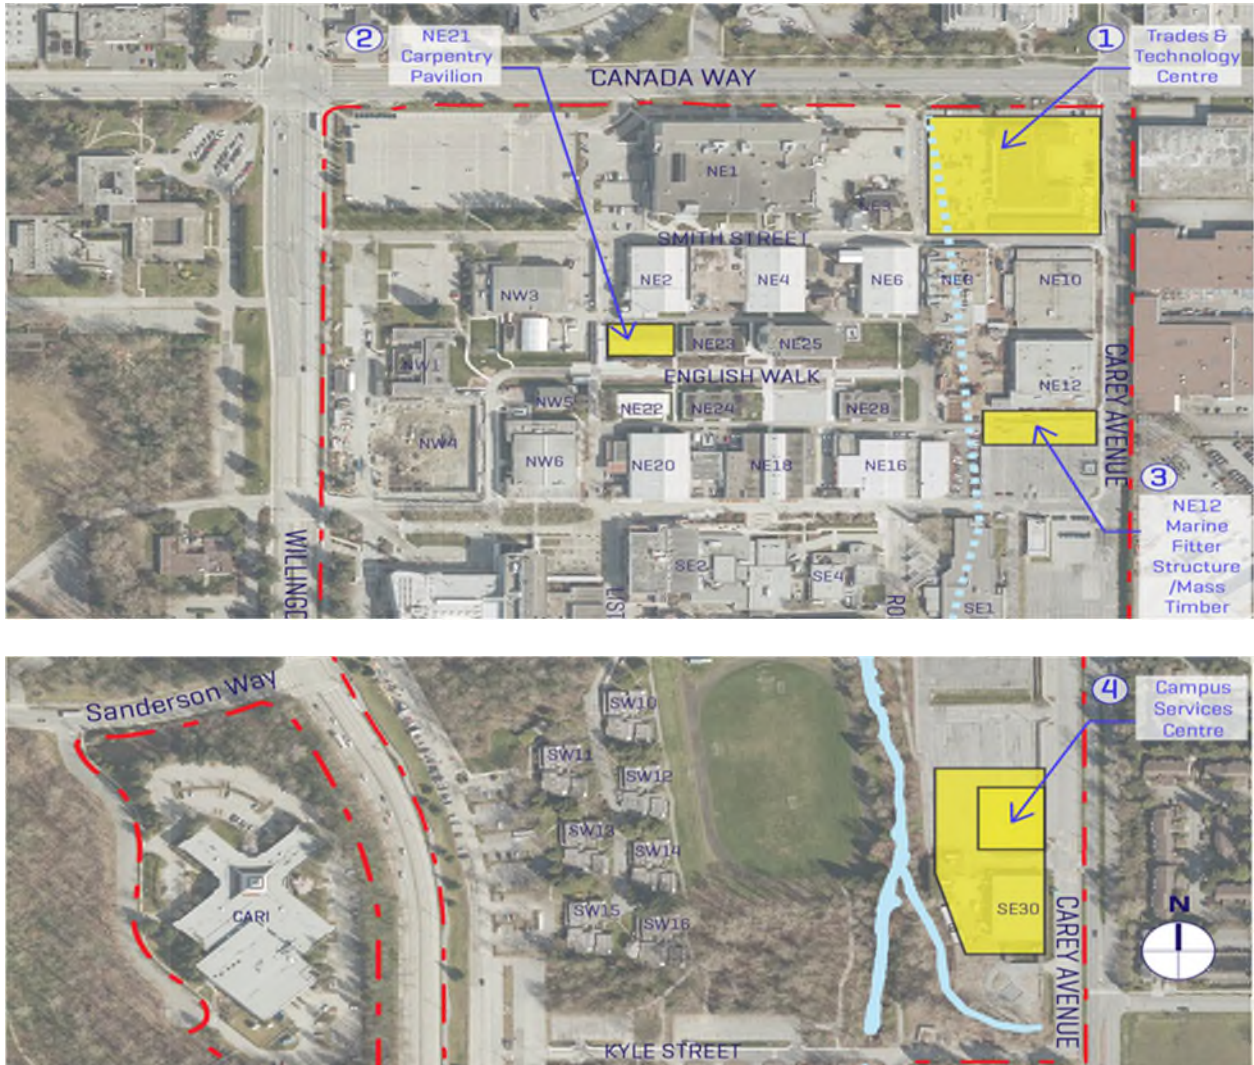 2
NE21
Carpentry
Pavilion
CANADA WAY
1
Trades &
Technology
Centre
NE1
NE3
SMITH STREET
NW3
NE2
NE4
NE6
NE8
NE10
NW1
NE23
NE25
ENGLISH WALK
NE12
CAREY AVENUE
NW5
NE22
NE24
NE28
NW4
NW6
NE20
NE18
NE16
3
NE12
Marine
Fitter
Structure
/Mass
Timber
WILLINGD
SE2
SE4
SE1
RO
Sanderson Way
4
Campus
Services
Centre
SW10
SW11
SW12
SW13
SW14
SW15
SW16
CARI
SE30
CAREY AVENUE
N
KYLE STREET